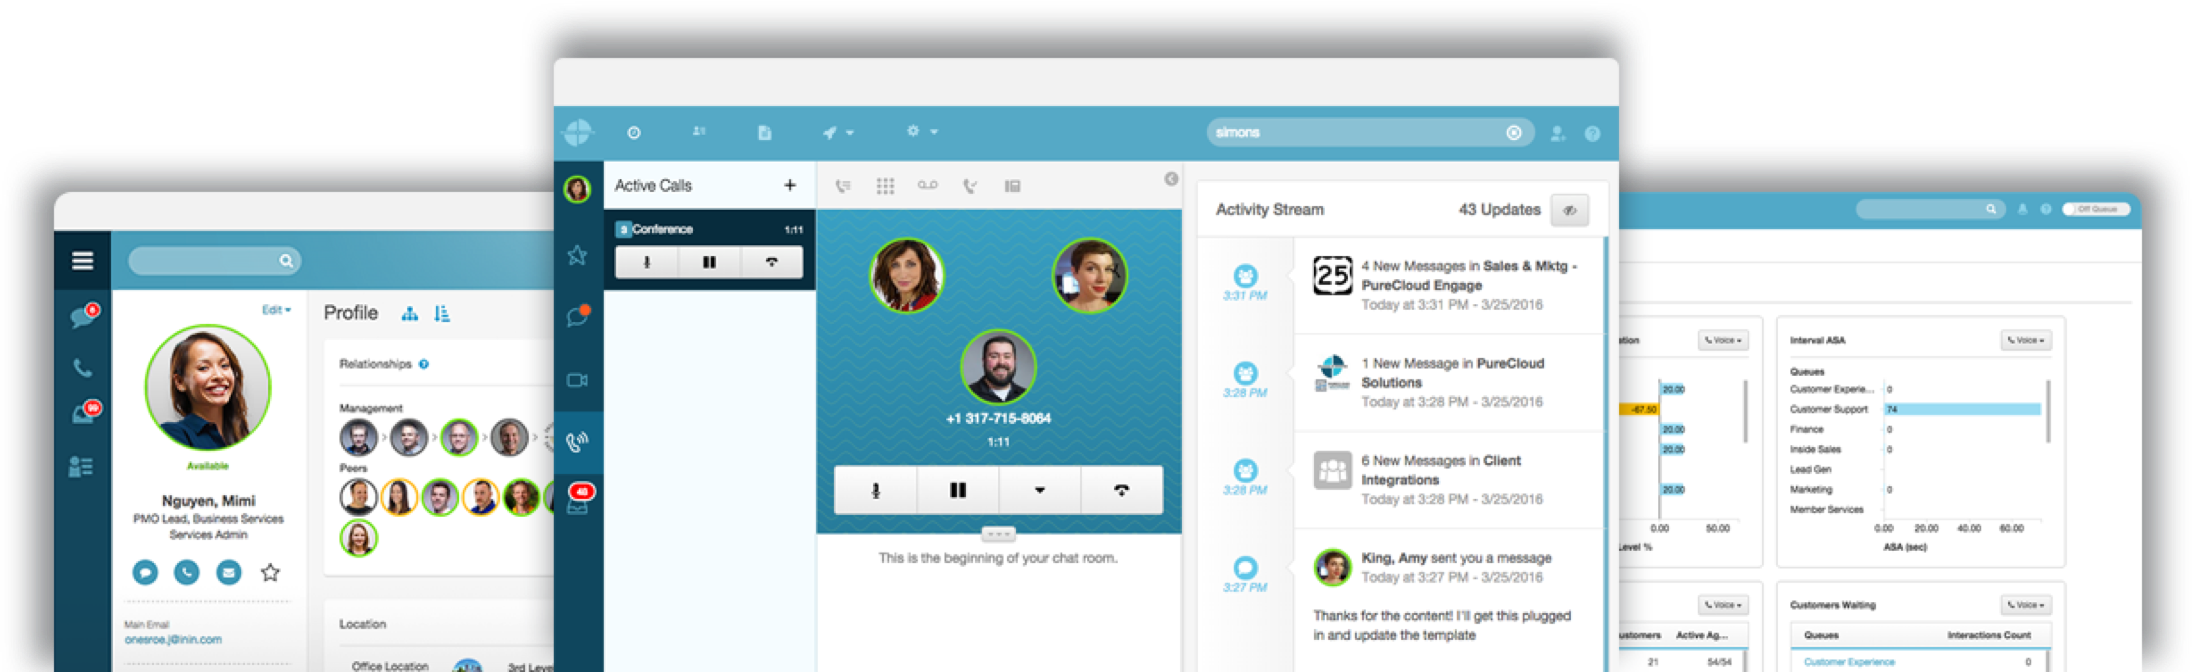 6
99
Edit
Available
Nguyen, Mimi
PMO Lead, Business Services
Services Admin
Main Email
onesroe.j@inin.com
Profile
Relationships
Management
Peers
Location
Office Location
3rd Leve
simons
48
Active Calls +
3 Conference 1:11
+1 317-715-8064
1:11
This is the beginning of your chat room.
Activity Stream 43 Updates
3:31 PM
25
4 New Messages in Sales & Mktg -
PureCloud Engage
Today at 3:31 PM - 3/25/2016
3:28 PM
1 New Message in PureCloud
Solutions
Today at 3:28 PM - 3/25/2016
3:28 PM
6 New Messages in Client
Integrations
Today at 3:28 PM - 3/25/2016
3:27 PM
King, Amy sent you a message
Today at 3:27 PM - 3/25/2016
Thanks for the content! I'll get this plugged
in and update the template
Off Queue
Voice
20.00
-67.50
20.00
20.00
20.00
0.00 50.00
Level %
Interval ASA
Voice
Queues
Customer Experie... 0
Customer Support 74
Finance 0
Inside Sales 0
Lead Gen
Marketing 0
Member Services
0.00 20.00 40.00 60.00
ASA (sec)
Voice
ustomers Active Ag...
21 54/54
Customers Waiting
Voice
Queues Interactions Count
Customer Experience 0